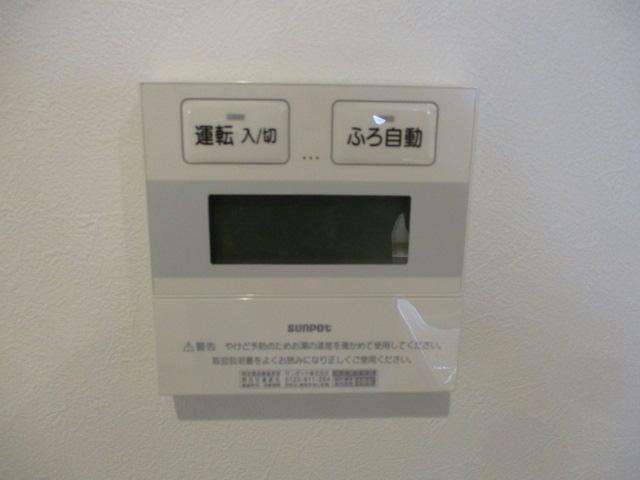 運転 入/切
ふろ自動
SUNPOT
⚠警告 やけど予防のためお湯の温度を確かめて使用してください。
取扱説明書をよくお読みになり正しくご使用ください。